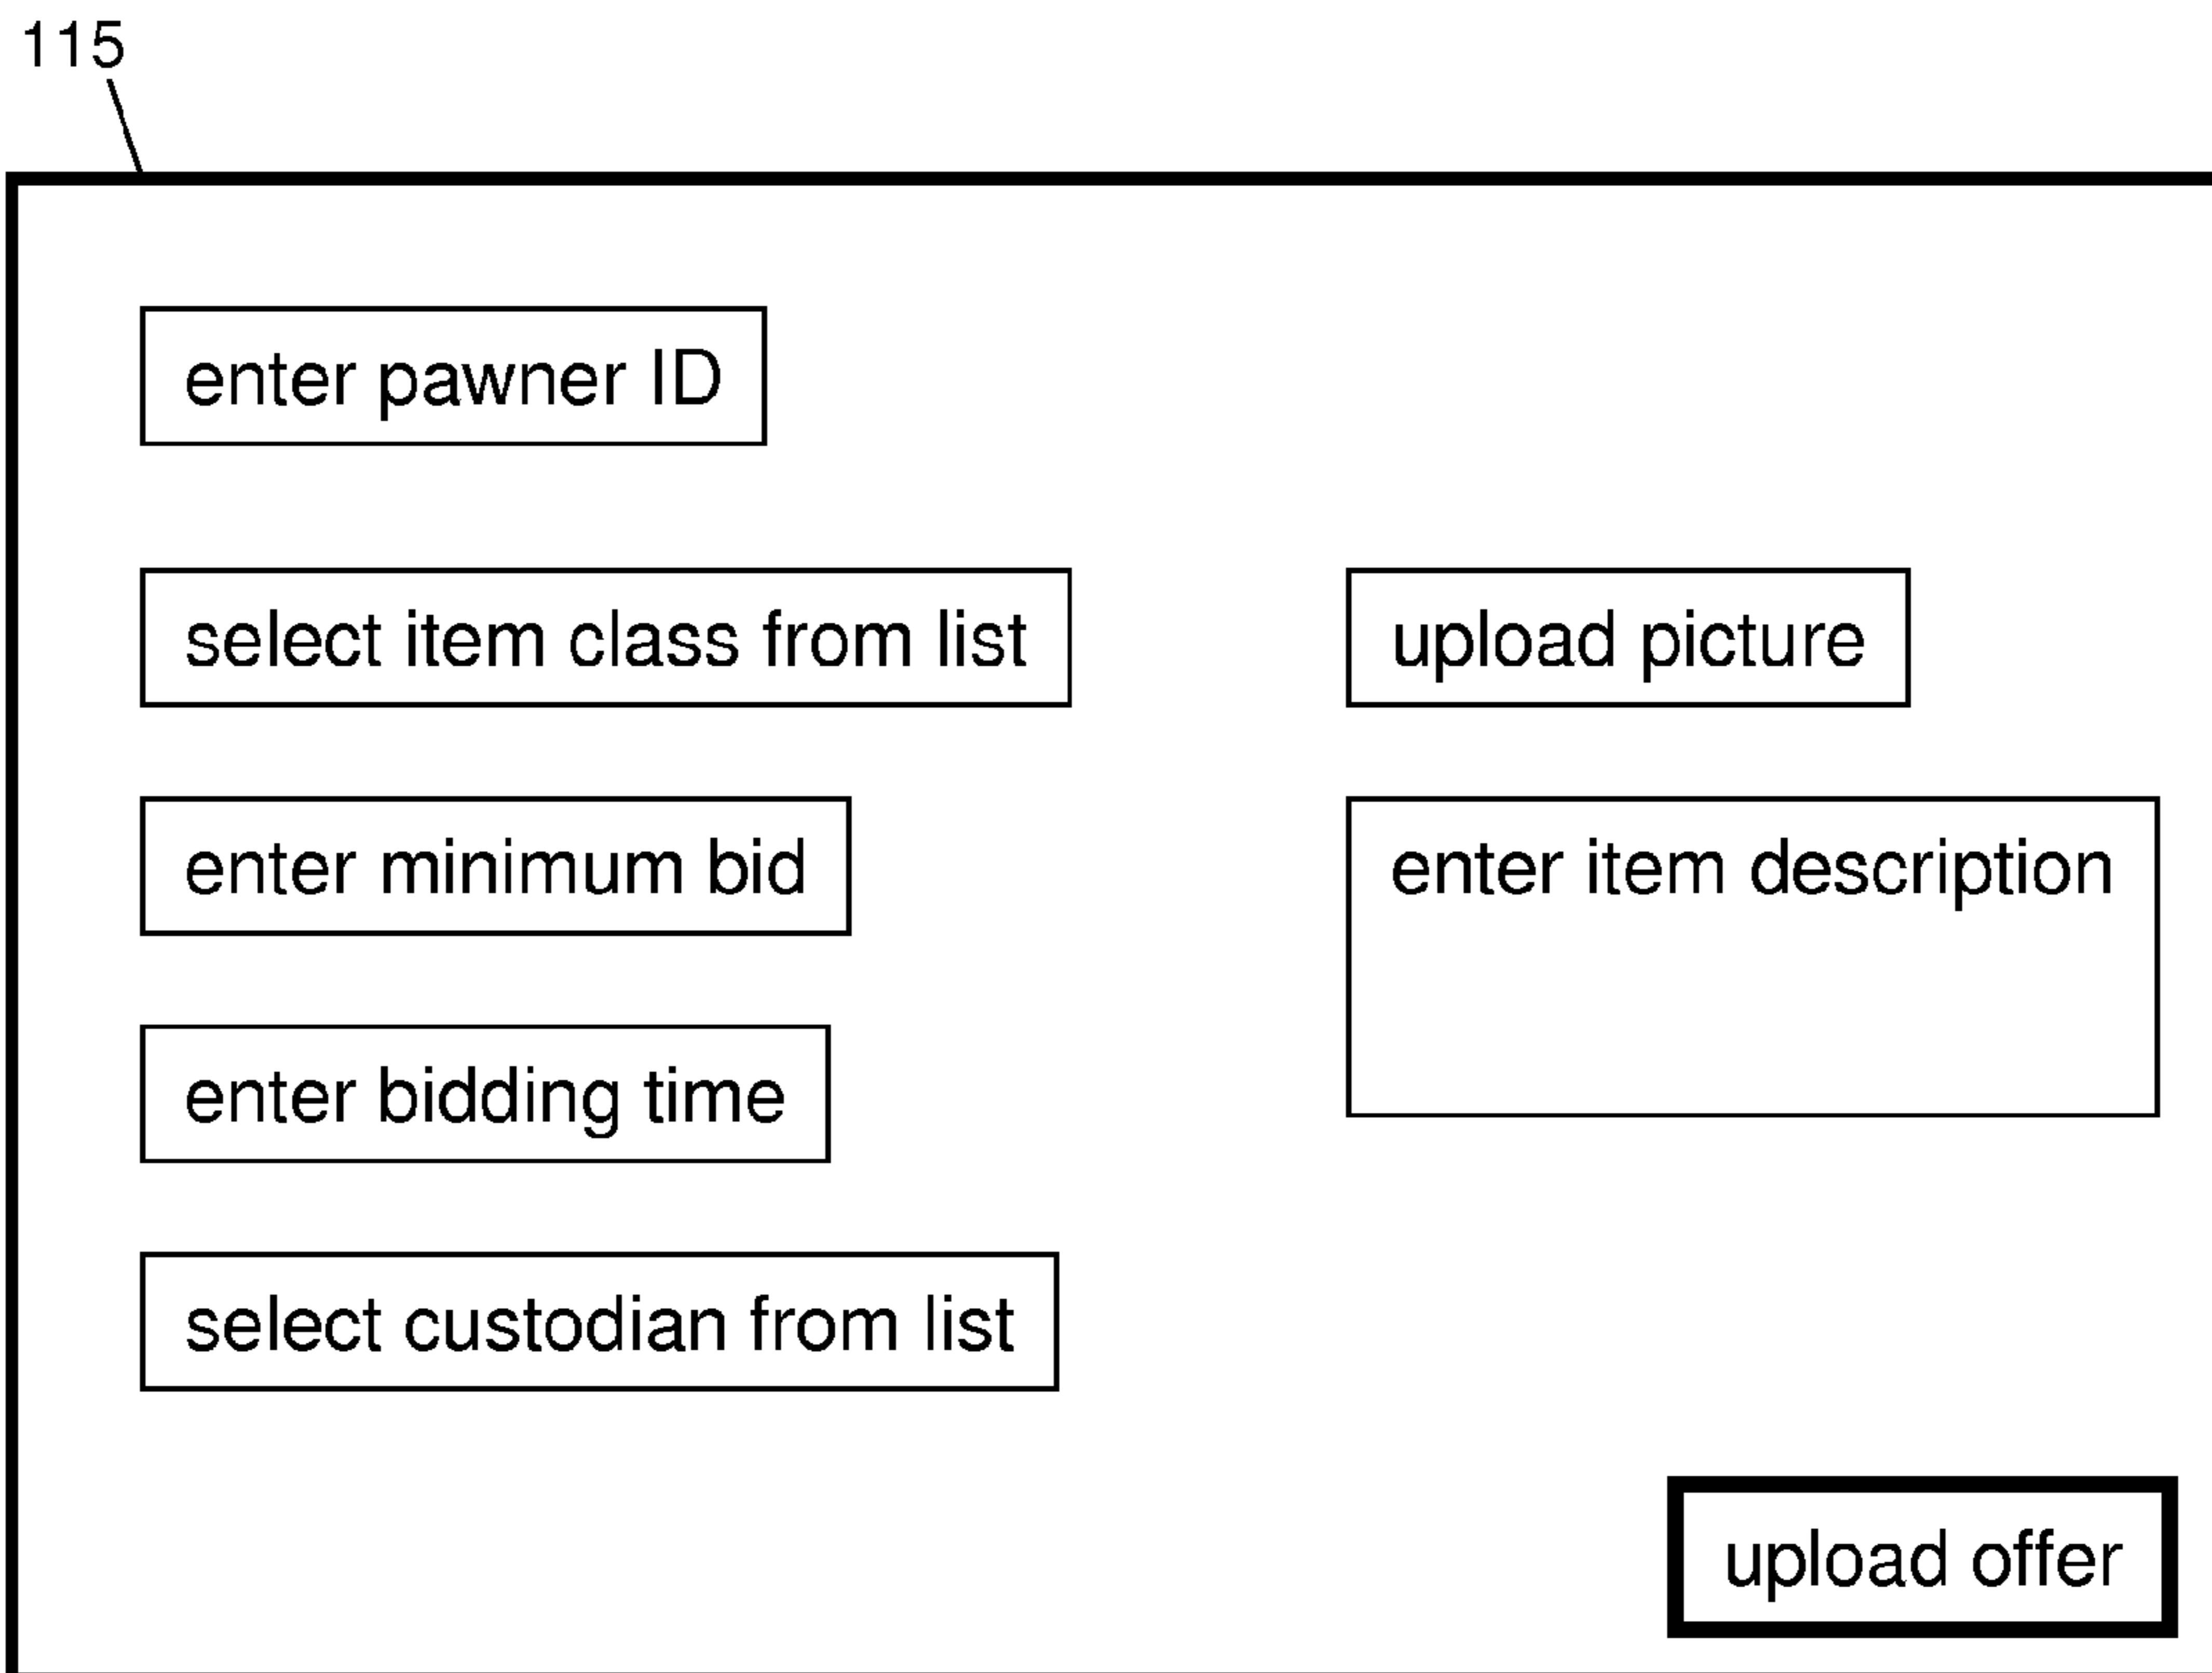 115
enter pawner ID
select item class from list
upload picture
enter minimum bid
enter item description
enter bidding time
select custodian from list
upload offer